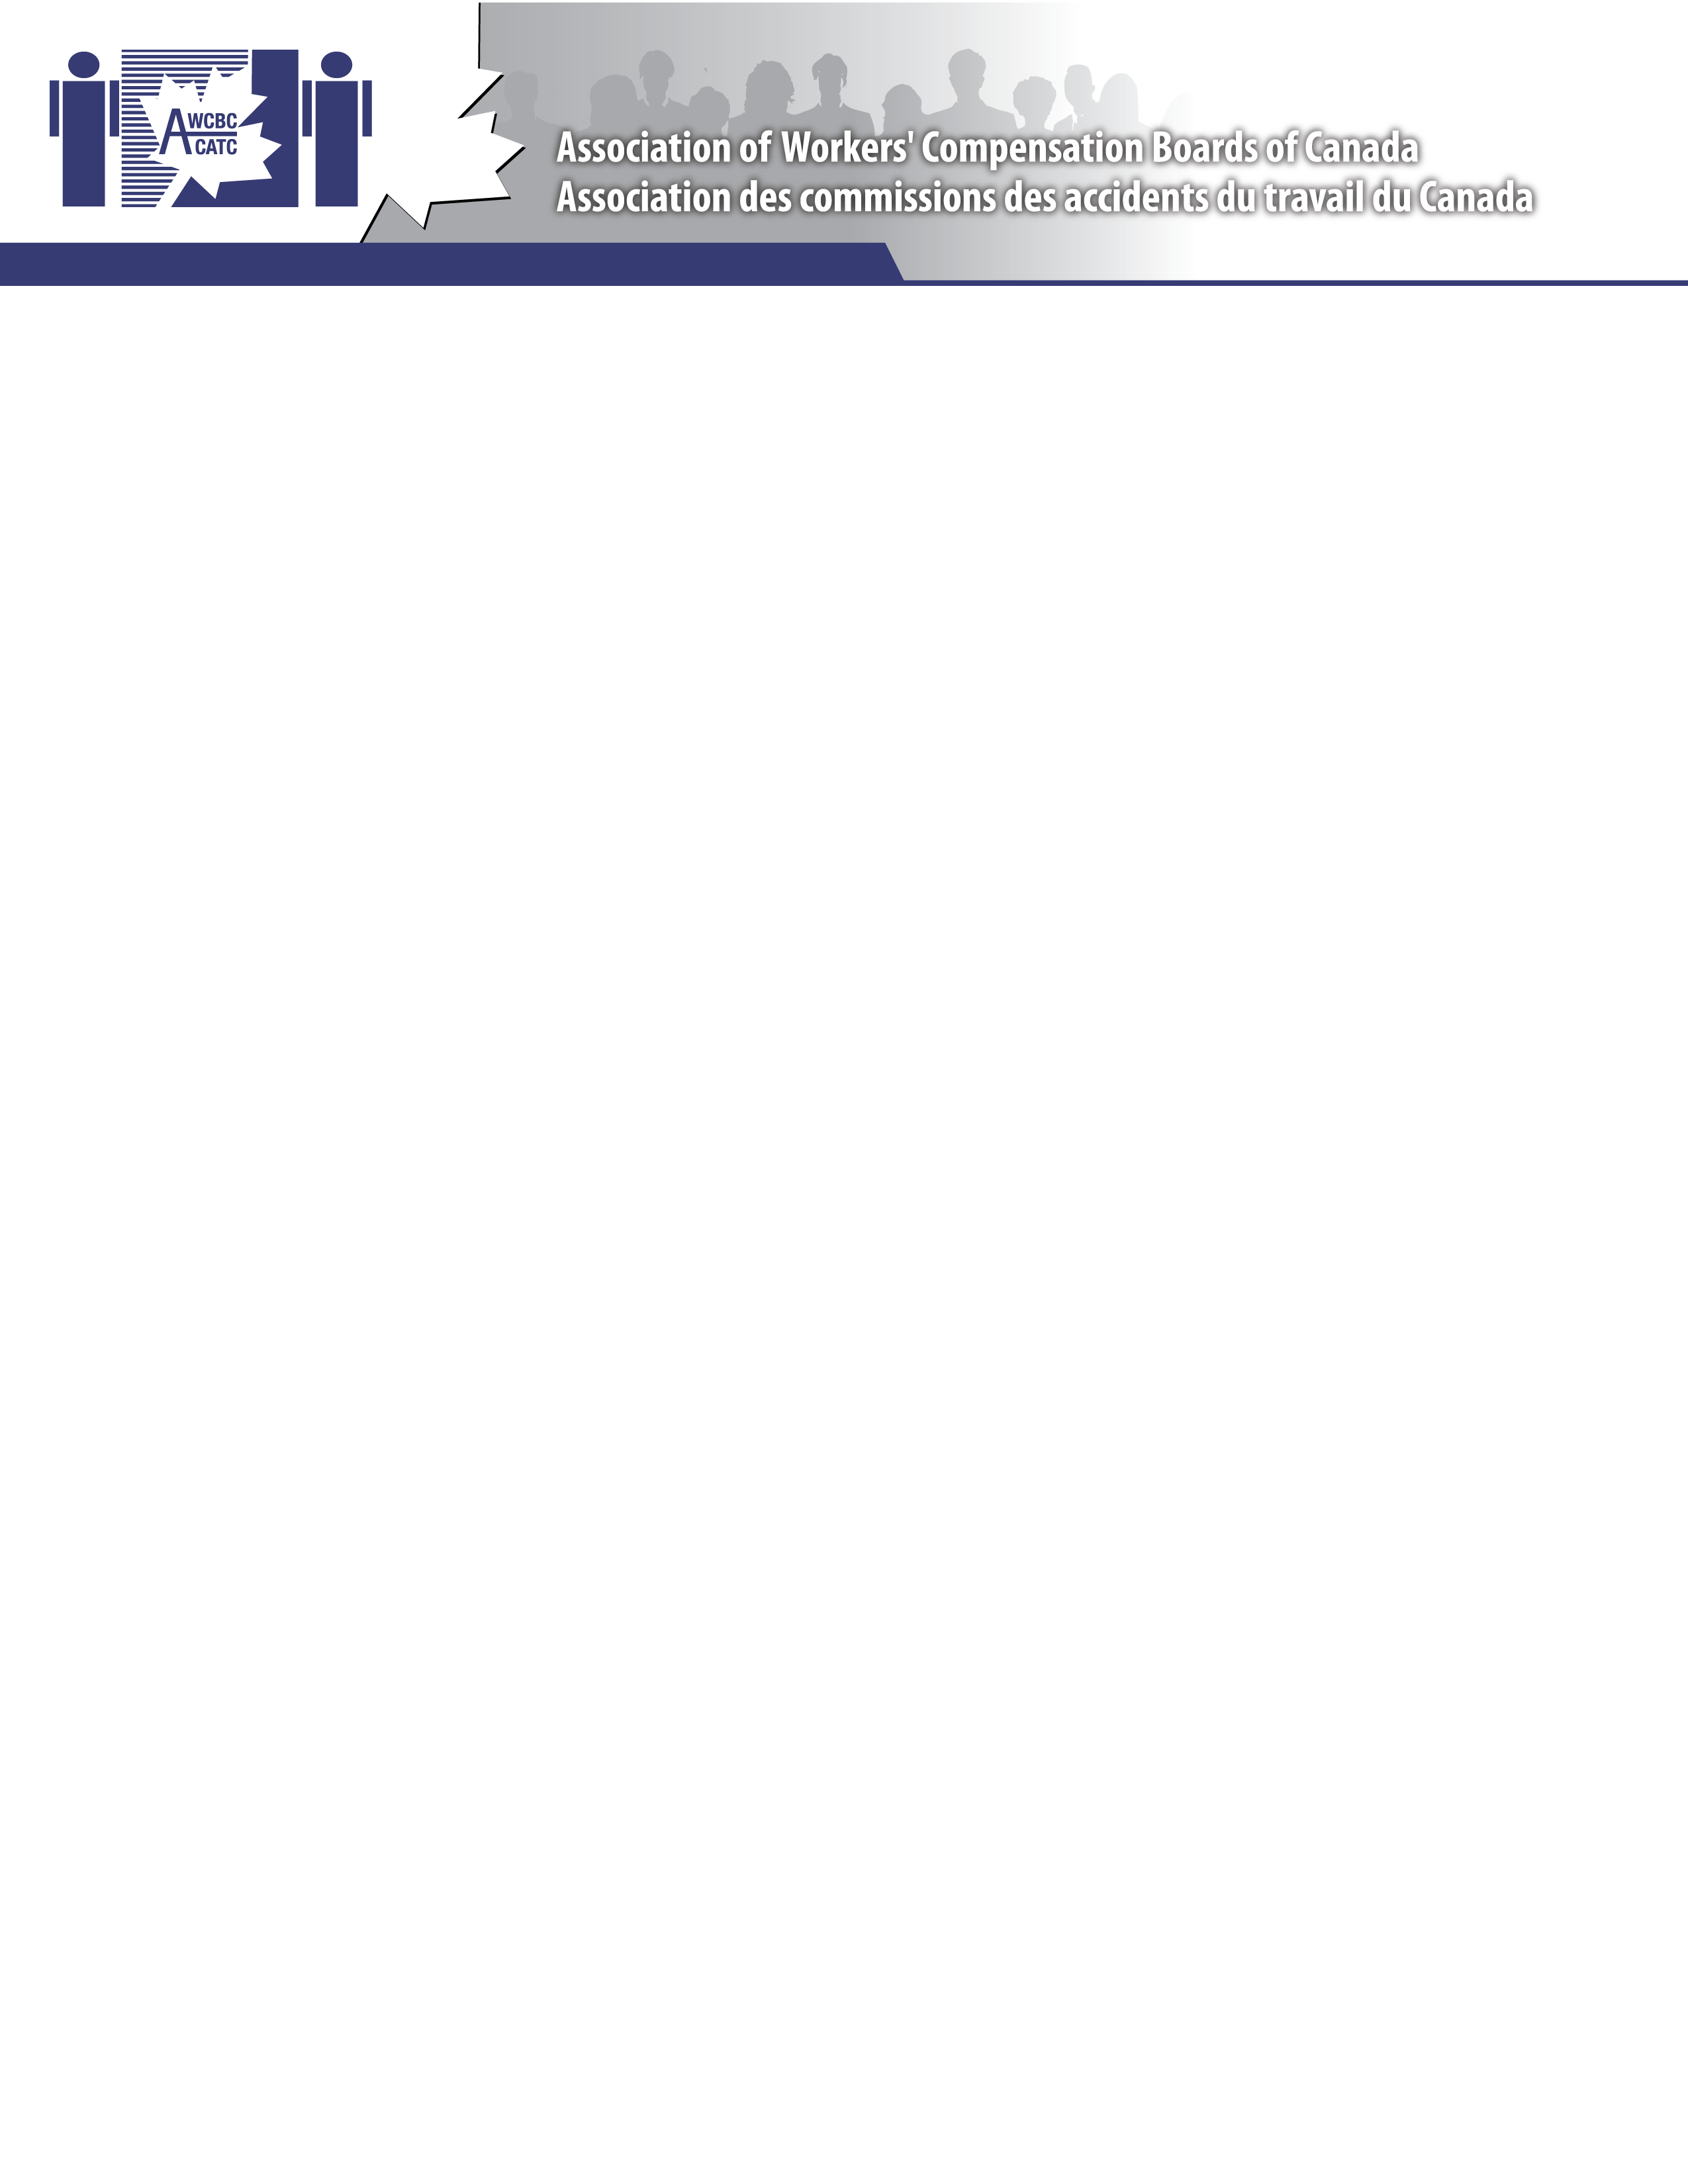 AWCBC
CATC
Association of Workers' Compensation Boards of Canada
Association des commissions des accidents du travail du Canada